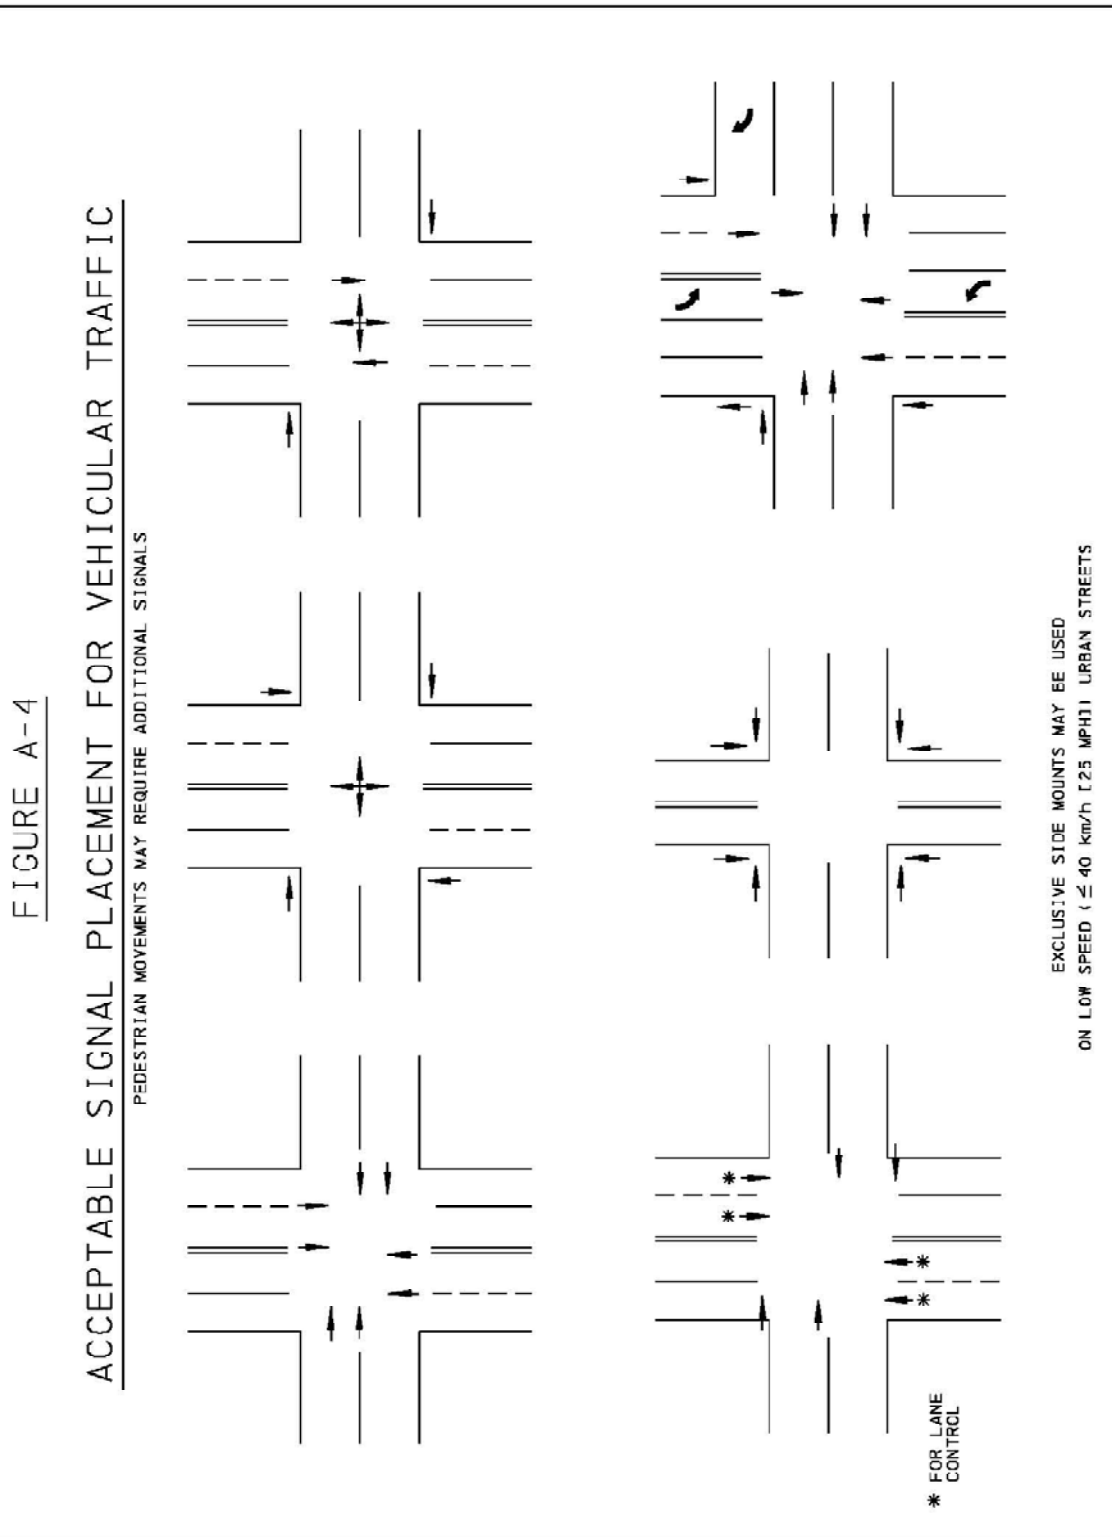 FIGURE A-4
ACCEPTABLE SIGNAL PLACEMENT FOR VEHICULAR TRAFFIC
PEDESTRIAN MOVEMENTS MAY REQUIRE ADDITIONAL SIGNALS
* FOR LANE
CONTROL
EXCLUSIVE SIDE MOUNTS MAY BE USED
ON LOW SPEED (≤ 40 km/h [25 MPH]) URBAN STREETS